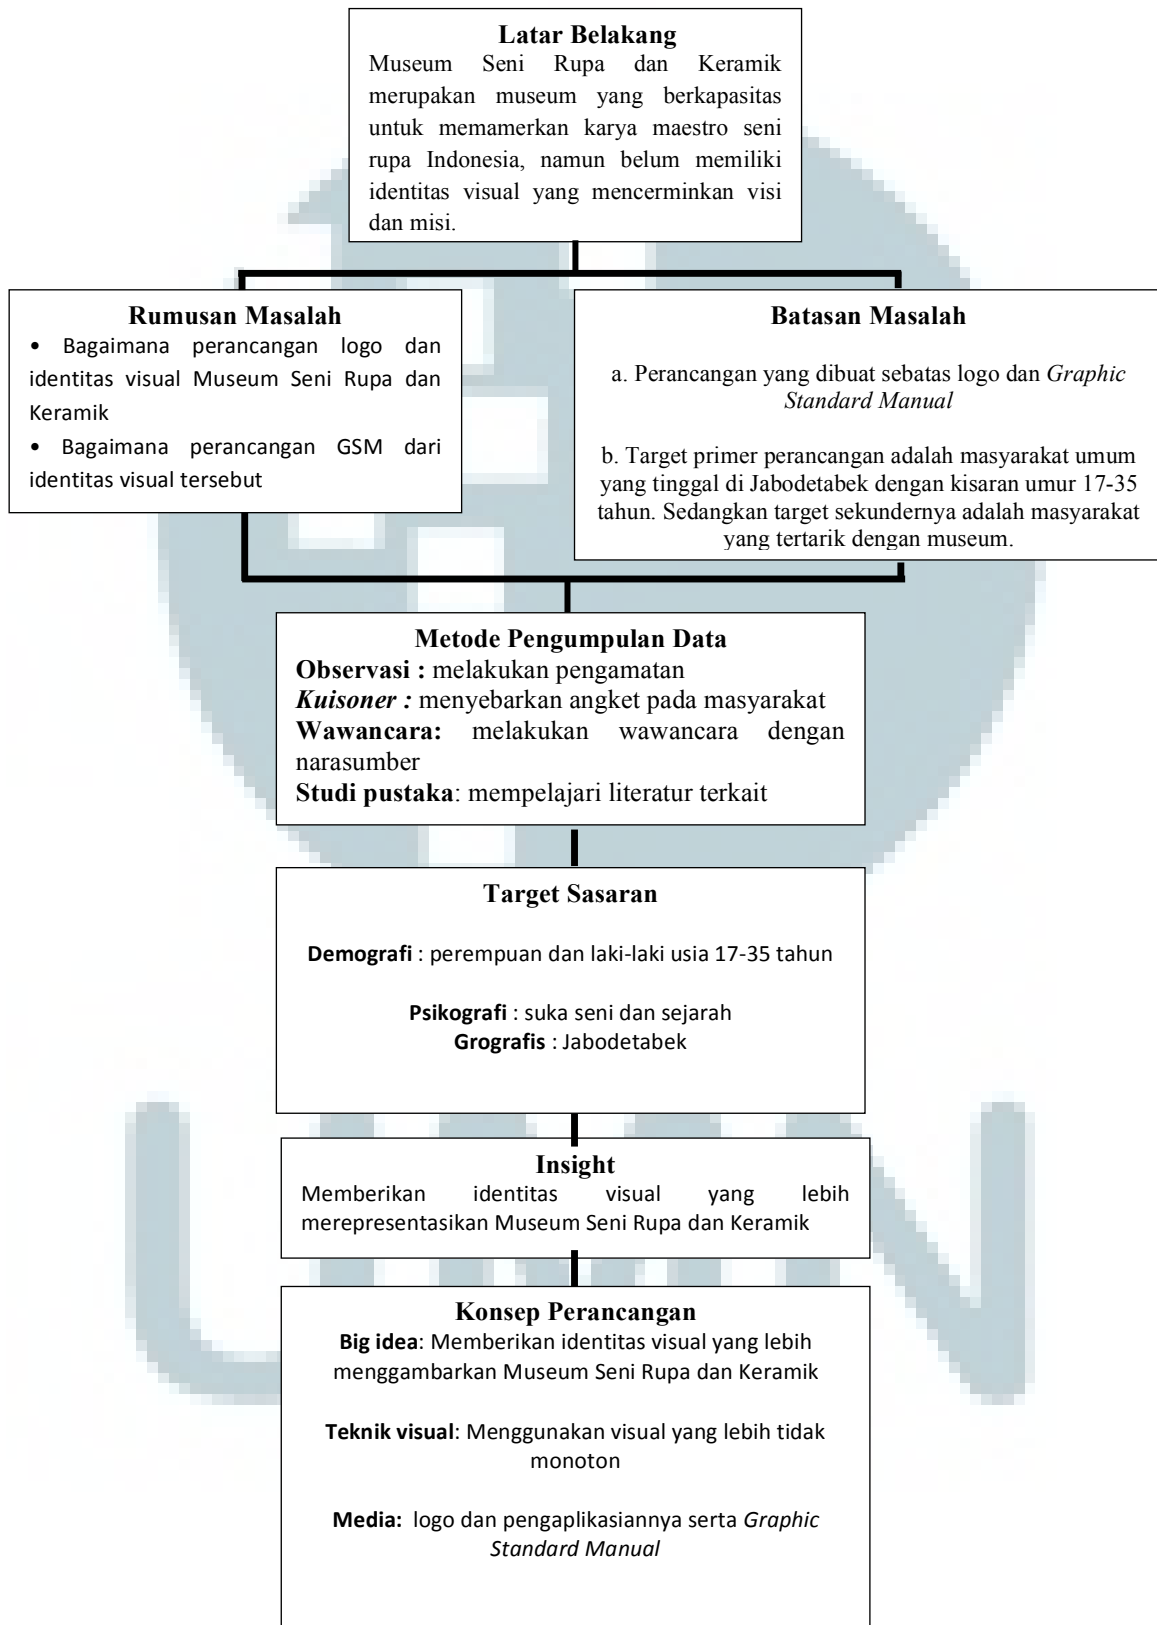 Latar Belakang
Museum Seni Rupa dan Keramik
merupakan museum yang berkapasitas
untuk memamerkan karya maestro seni
rupa Indonesia, namun belum memiliki
identitas visual yang mencerminkan visi
dan misi.
Rumusan Masalah
• Bagaimana perancangan logo dan
identitas visual Museum Seni Rupa dan
Keramik
• Bagaimana perancangan GSM dari
identitas visual tersebut
Batasan Masalah
a. Perancangan yang dibuat sebatas logo dan Graphic
Standard Manual
b. Target primer perancangan adalah masyarakat umum
yang tinggal di Jabodetabek dengan kisaran umur 17-35
tahun. Sedangkan target sekundernya adalah masyarakat
yang tertarik dengan museum.
Metode Pengumpulan Data
Observasi : melakukan pengamatan
Kuisoner : menyebarkan angket pada masyarakat
Wawancara: melakukan wawancara dengan
narasumber
Studi pustaka: mempelajari literatur terkait
Target Sasaran
Demografi : perempuan dan laki-laki usia 17-35 tahun
Psikografi : suka seni dan sejarah
Grografis : Jabodetabek
Insight
Memberikan identitas visual yang lebih
merepresentasikan Museum Seni Rupa dan Keramik
Konsep Perancangan
Big idea: Memberikan identitas visual yang lebih
menggambarkan Museum Seni Rupa dan Keramik
Teknik visual: Menggunakan visual yang lebih tidak
monoton
Media: logo dan pengaplikasiannya serta Graphic
Standard Manual
UMN